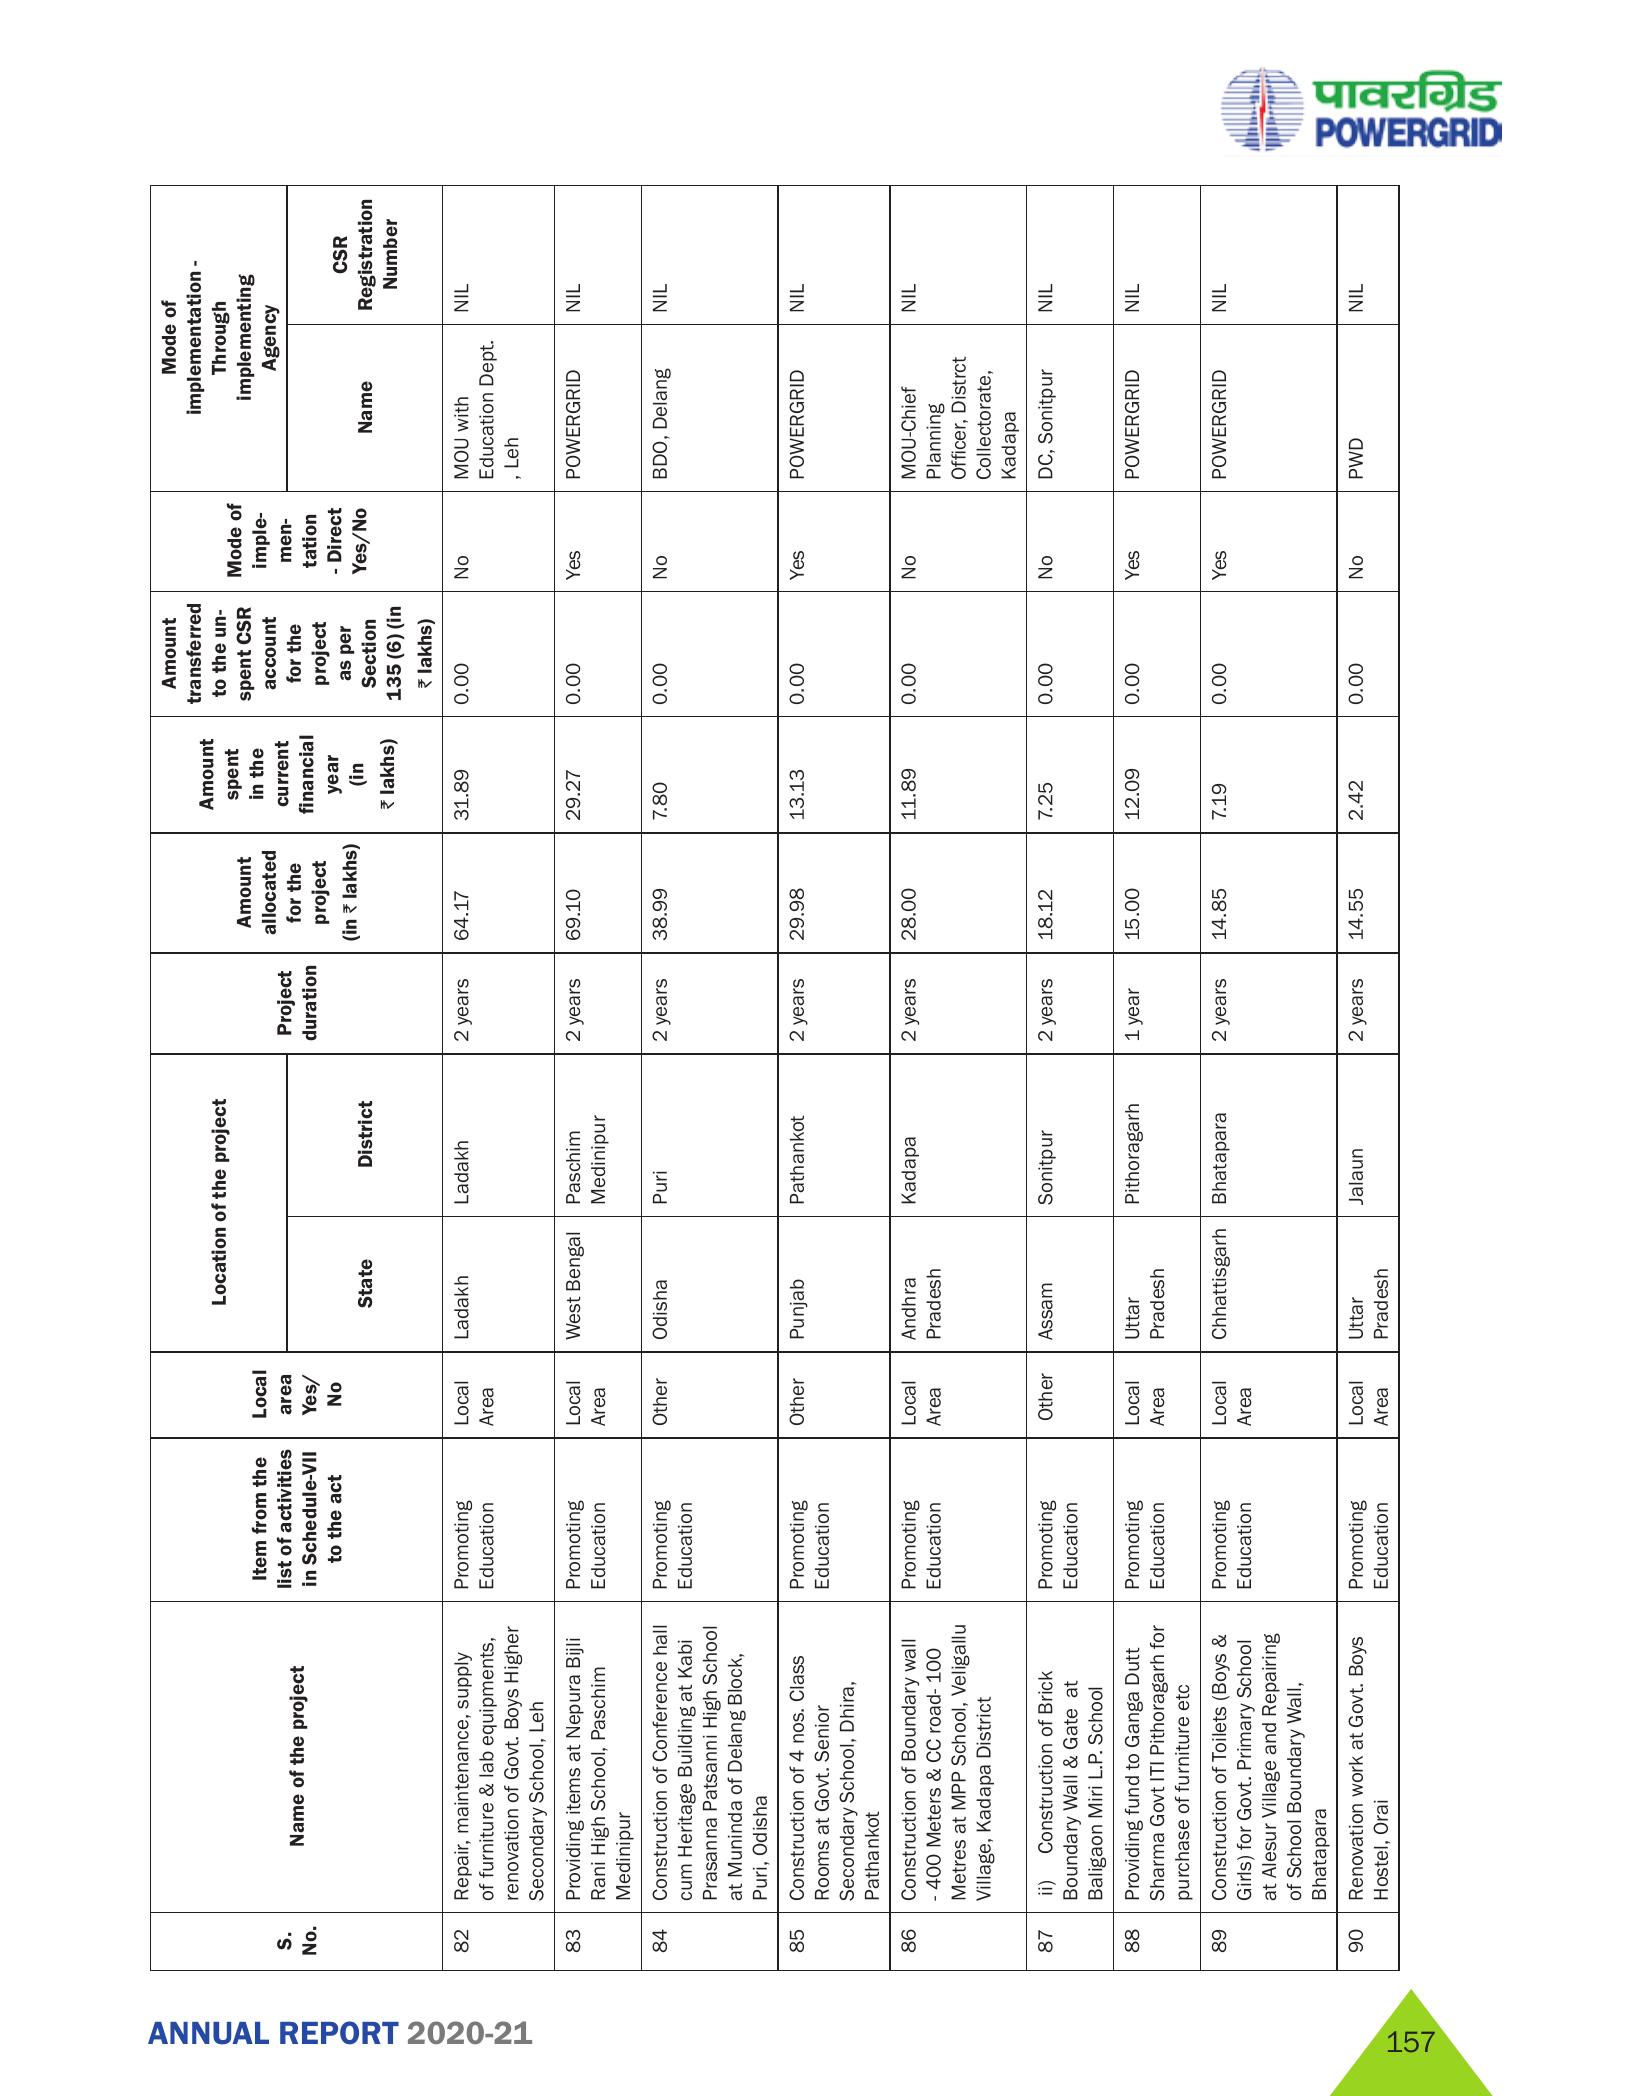 पावरग्रिड
POWERGRID
S.
No.
Name of the project
Item from the
list of activities
in Schedule-VII
to the act
Local
area
Yes/
No
Location of the project
State
District
Project
duration
Amount
allocated
for the
project
(in ₹ lakhs)
Amount
spent
in the
current
financial
year
(in
₹ lakhs)
Amount
transferred
to the un-
spent CSR
account
for the
project
as per
Section
135 (6) (in
₹ lakhs)
Mode of
imple-
men-
tation
- Direct
Yes/No
Mode of
implementation -
Through
implementing
Agency
Name
CSR
Registration
Number
82
Repair, maintenance, supply
of furniture & lab equipments,
renovation of Govt. Boys Higher
Secondary School, Leh
Promoting
Education
Local
Area
Ladakh
Ladakh
2 years
64.17
31.89
0.00
No
MOU with
Education Dept.
, Leh
NIL
83
Providing items at Nepura Bijli
Rani High School, Paschim
Medinipur
Promoting
Education
Local
Area
West Bengal
Paschim
Medinipur
2 years
69.10
29.27
0.00
Yes
POWERGRID
NIL
84
Construction of Conference hall
cum Heritage Building at Kabi
Prasanna Patsanni High School
at Muninda of Delang Block,
Puri, Odisha
Promoting
Education
Other
Odisha
Puri
2 years
38.99
7.80
0.00
No
BDO, Delang
NIL
85
Construction of 4 nos. Class
Rooms at Govt. Senior
Secondary School, Dhira,
Pathankot
Promoting
Education
Other
Punjab
Pathankot
2 years
29.98
13.13
0.00
Yes
POWERGRID
NIL
86
Construction of Boundary wall
- 400 Meters & CC road- 100
Metres at MPP School, Veligallu
Village, Kadapa District
Promoting
Education
Local
Area
Andhra
Pradesh
Kadapa
2 years
28.00
11.89
0.00
No
MOU-Chief
Planning
Officer, Distrct
Collectorate,
Kadapa
NIL
87
ii) Construction of Brick
Boundary Wall & Gate at
Baligaon Miri L.P. School
Promoting
Education
Other
Assam
Sonitpur
2 years
18.12
7.25
0.00
No
DC, Sonitpur
NIL
88
Providing fund to Ganga Dutt
Sharma Govt ITI Pithoragarh for
purchase of furniture etc
Promoting
Education
Local
Area
Uttar
Pradesh
Pithoragarh
1 year
15.00
12.09
0.00
Yes
POWERGRID
NIL
89
Construction of Toilets (Boys &
Girls) for Govt. Primary School
at Alesur Village and Repairing
of School Boundary Wall,
Bhatapara
Promoting
Education
Local
Area
Chhattisgarh
Bhatapara
2 years
14.85
7.19
0.00
Yes
POWERGRID
NIL
90
Renovation work at Govt. Boys
Hostel, Orai
Promoting
Education
Local
Area
Uttar
Pradesh
Jalaun
2 years
14.55
2.42
0.00
No
PWD
NIL
ANNUAL REPORT 2020-21
157